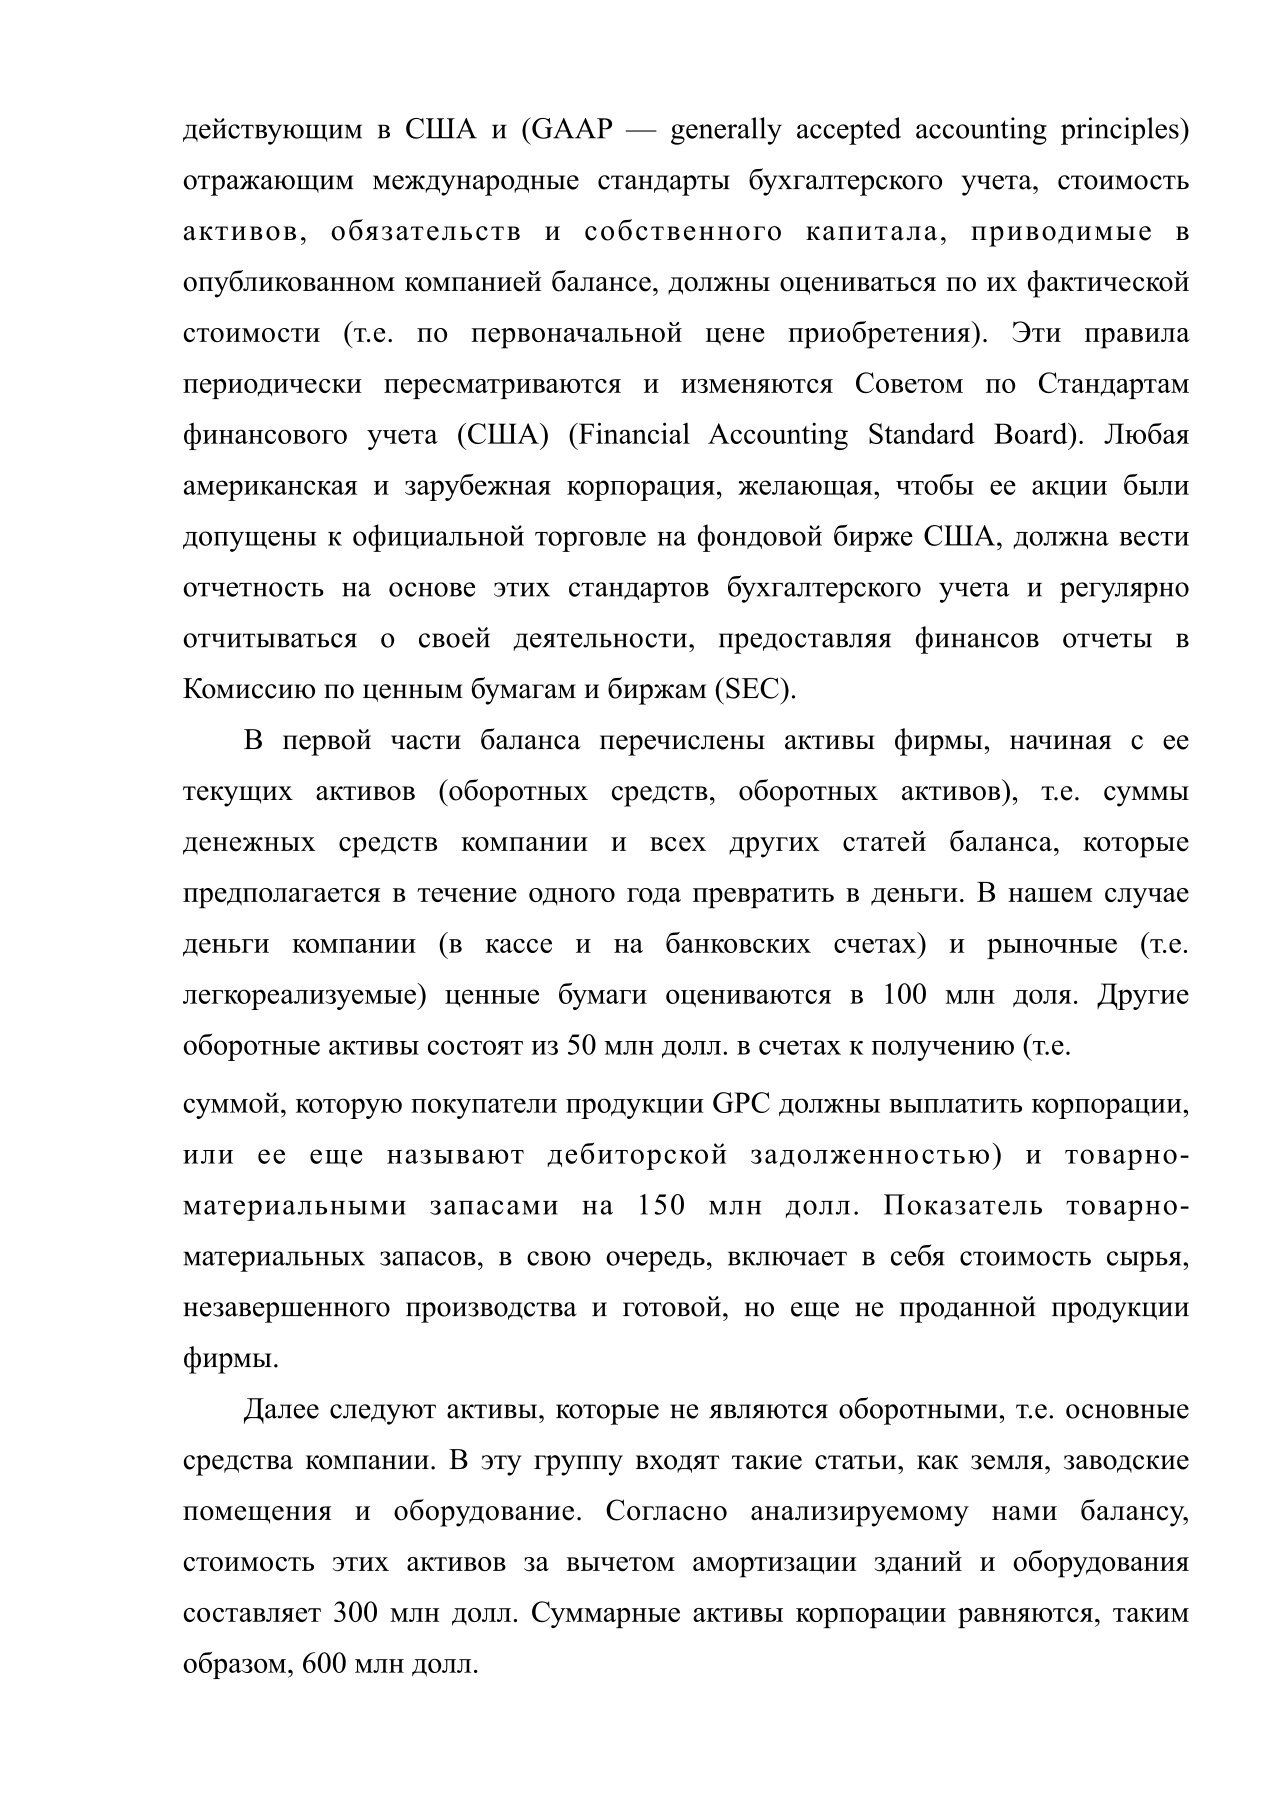 действующим в США и (GAAP — generally accepted accounting principles)
отражающим международные стандарты бухгалтерского учета, стоимость
активов, обязательств и собственного капитала, приводимые в
опубликованном компанией балансе, должны оцениваться по их фактической
стоимости (т.е. по первоначальной цене приобретения). Эти правила
периодически пересматриваются и изменяются Советом по Стандартам
финансового учета (США) (Financial Accounting Standard Board). Любая
американская и зарубежная корпорация, желающая, чтобы ее акции были
допущены к официальной торговле на фондовой бирже США, должна вести
отчетность на основе этих стандартов бухгалтерского учета и регулярно
отчитываться о своей деятельности, предоставляя финансов отчеты в
Комиссию по ценным бумагам и биржам (SEC).
В первой части баланса перечислены активы фирмы, начиная с ее
текущих активов (оборотных средств, оборотных активов), т.е. суммы
денежных средств компании и всех других статей баланса, которые
предполагается в течение одного года превратить в деньги. В нашем случае
деньги компании (в кассе и на банковских счетах) и рыночные (т.е.
легкореализуемые) ценные бумаги оцениваются в 100 млн доля. Другие
оборотные активы состоят из 50 млн долл. в счетах к получению (т.е.
суммой, которую покупатели продукции GPC должны выплатить корпорации,
или ее еще называют дебиторской задолженностью) и товарно-
материальными запасами на 150 млн долл. Показатель товарно-
материальных запасов, в свою очередь, включает в себя стоимость сырья,
незавершенного производства и готовой, но еще не проданной продукции
фирмы.
Далее следуют активы, которые не являются оборотными, т.е. основные
средства компании. В эту группу входят такие статьи, как земля, заводские
помещения и оборудование. Согласно анализируемому нами балансу,
стоимость этих активов за вычетом амортизации зданий и оборудования
составляет 300 млн долл. Суммарные активы корпорации равняются, таким
образом, 600 млн долл.